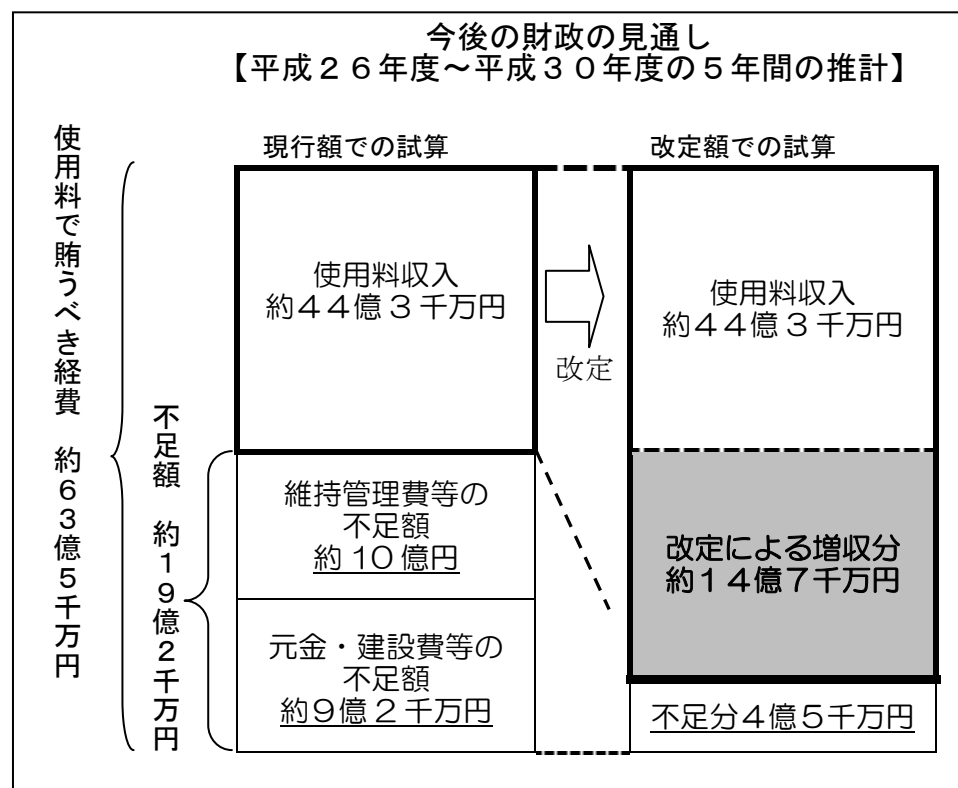 今後の財政の見通し
【平成２６年度～平成３０年度の５年間の推計】
使用料で賄うべき経費　約６３億５千万円
不足額　約１９億２千万円
現行額での試算
使用料収入
約４４億３千万円
維持管理費等の
不足額
約10億円
元金・建設費等の
不足額
約９億２千万円
改定
改定額での試算
使用料収入
約４４億３千万円
改定による増収分
約１４億７千万円
不足分４億５千万円